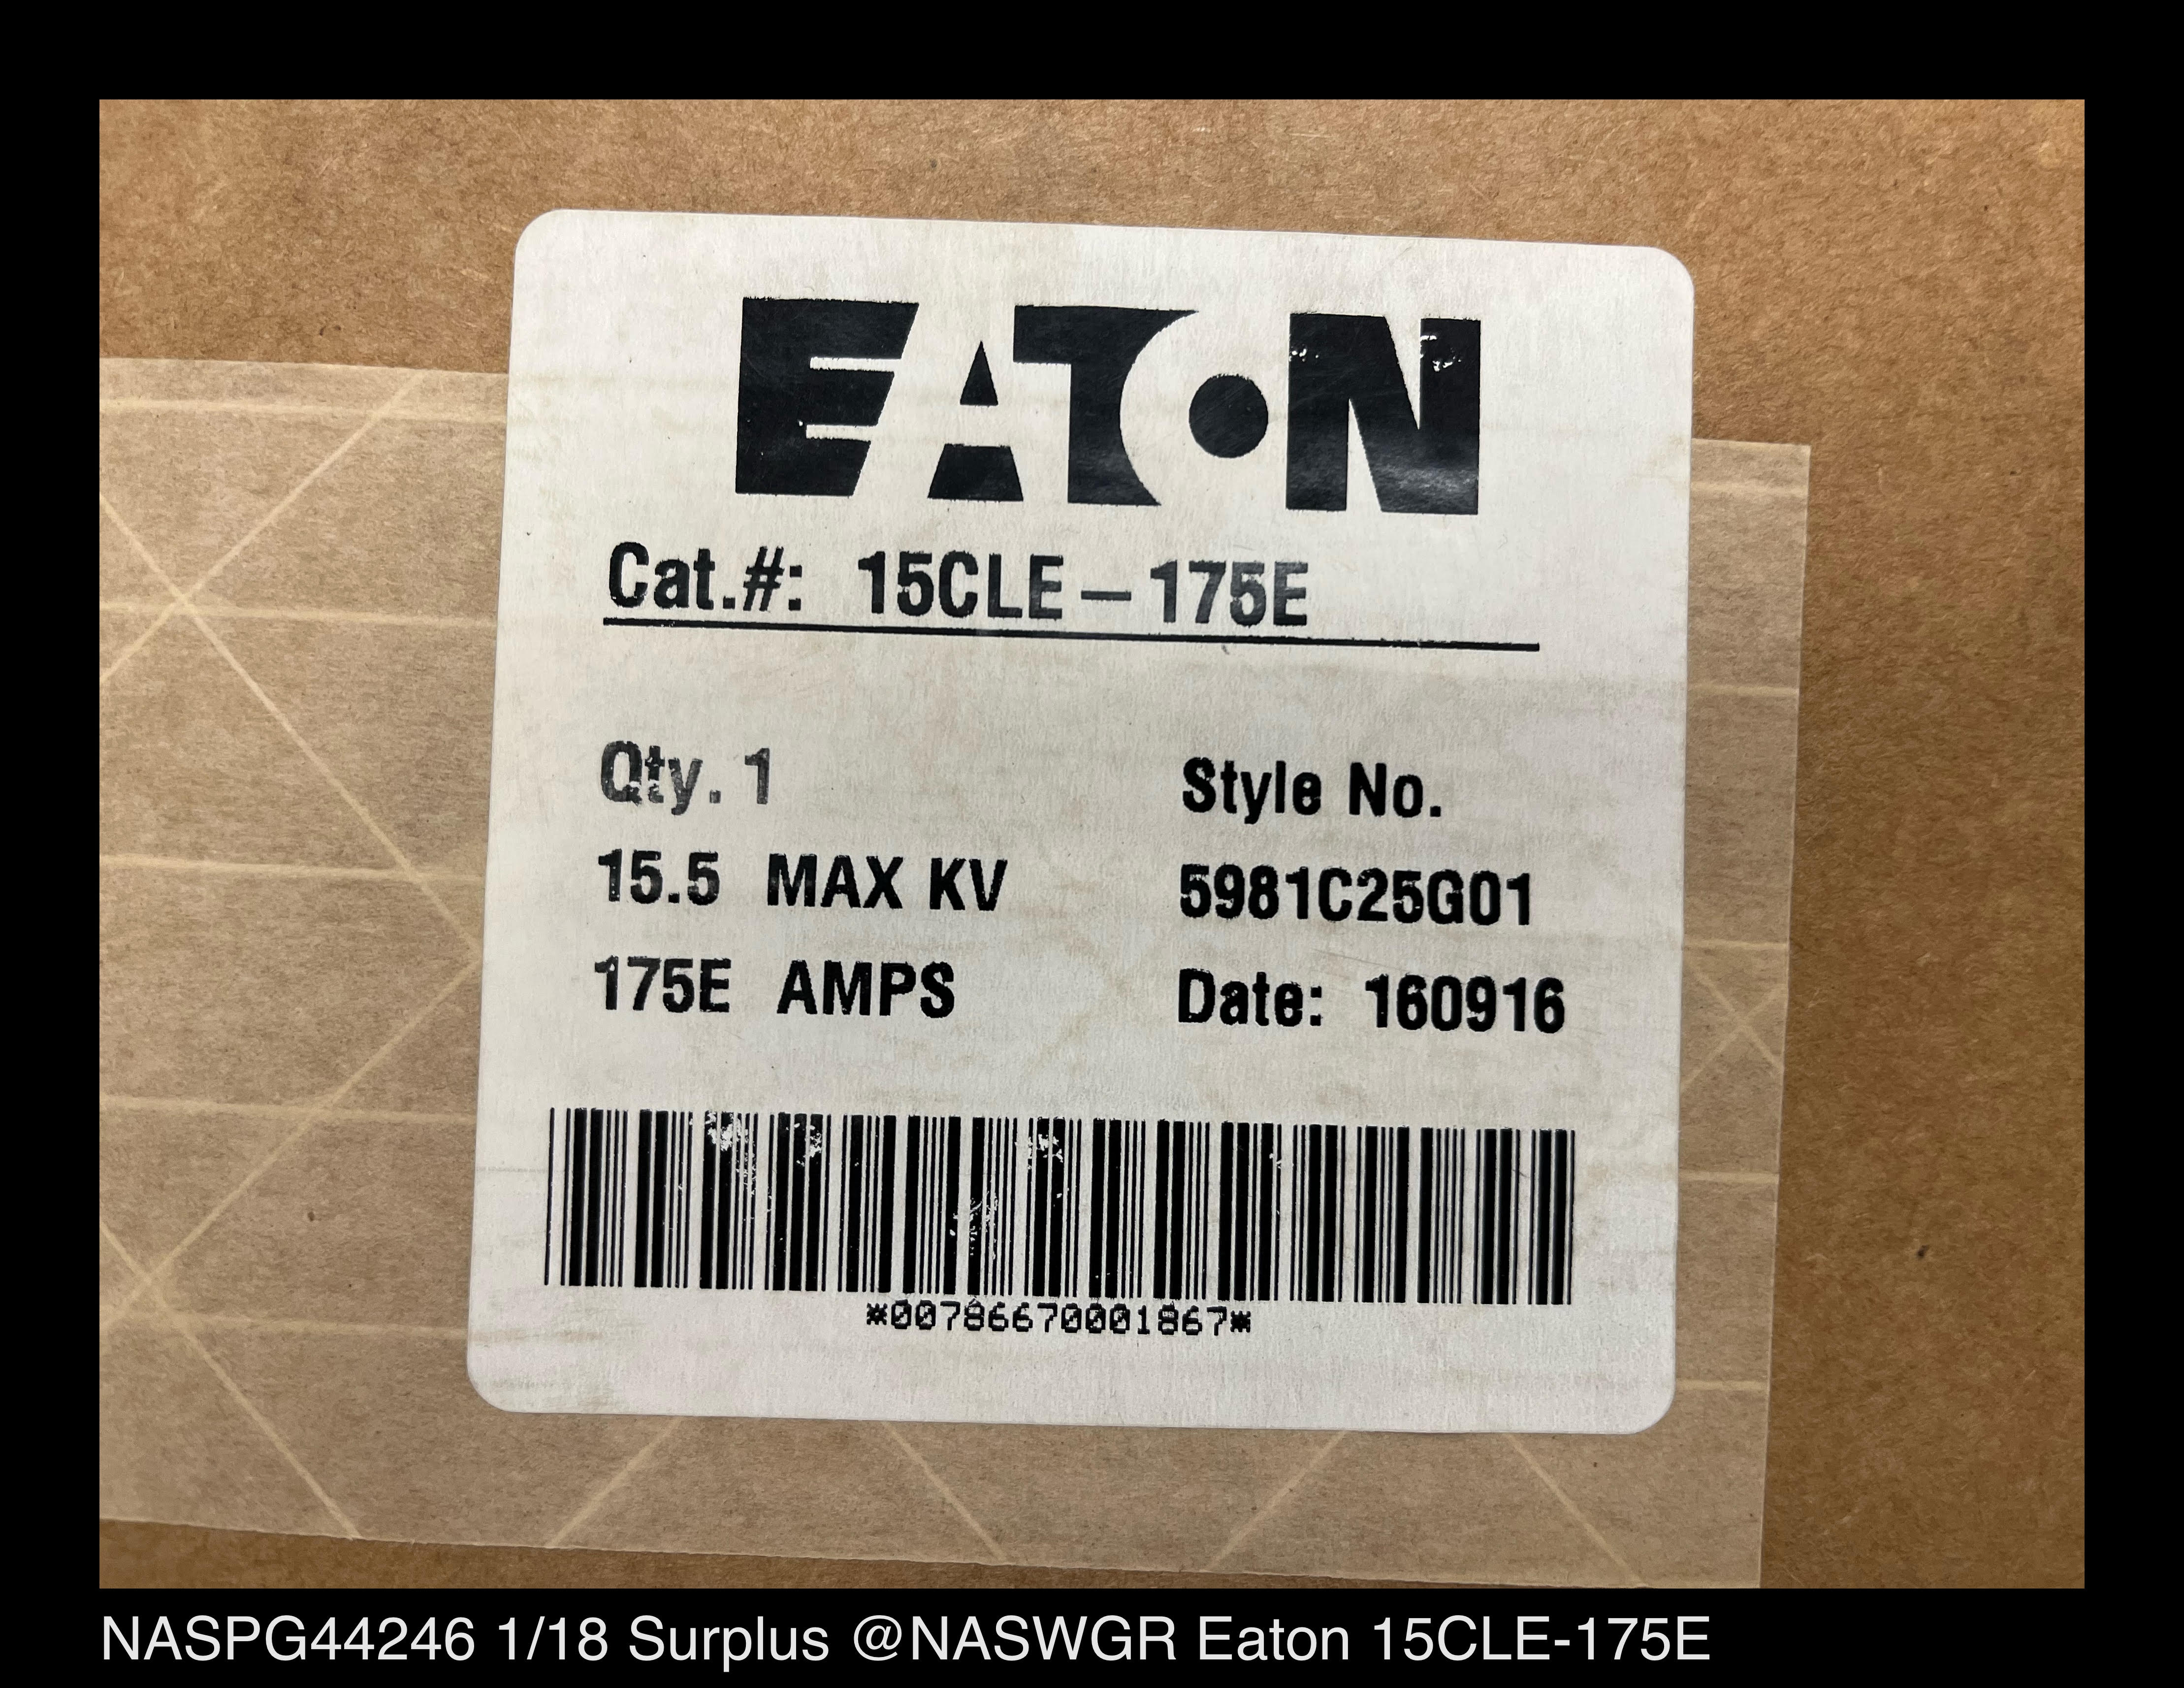 EATON
Cat.#: 15CLE-175E
Qty. 1
15.5 MAX KV
175E AMPS
Style No.
5981C25G01
Date: 160916
*007866670001867*
NASPG44246 1/18 Surplus @NASWGR Eaton 15CLE-175E